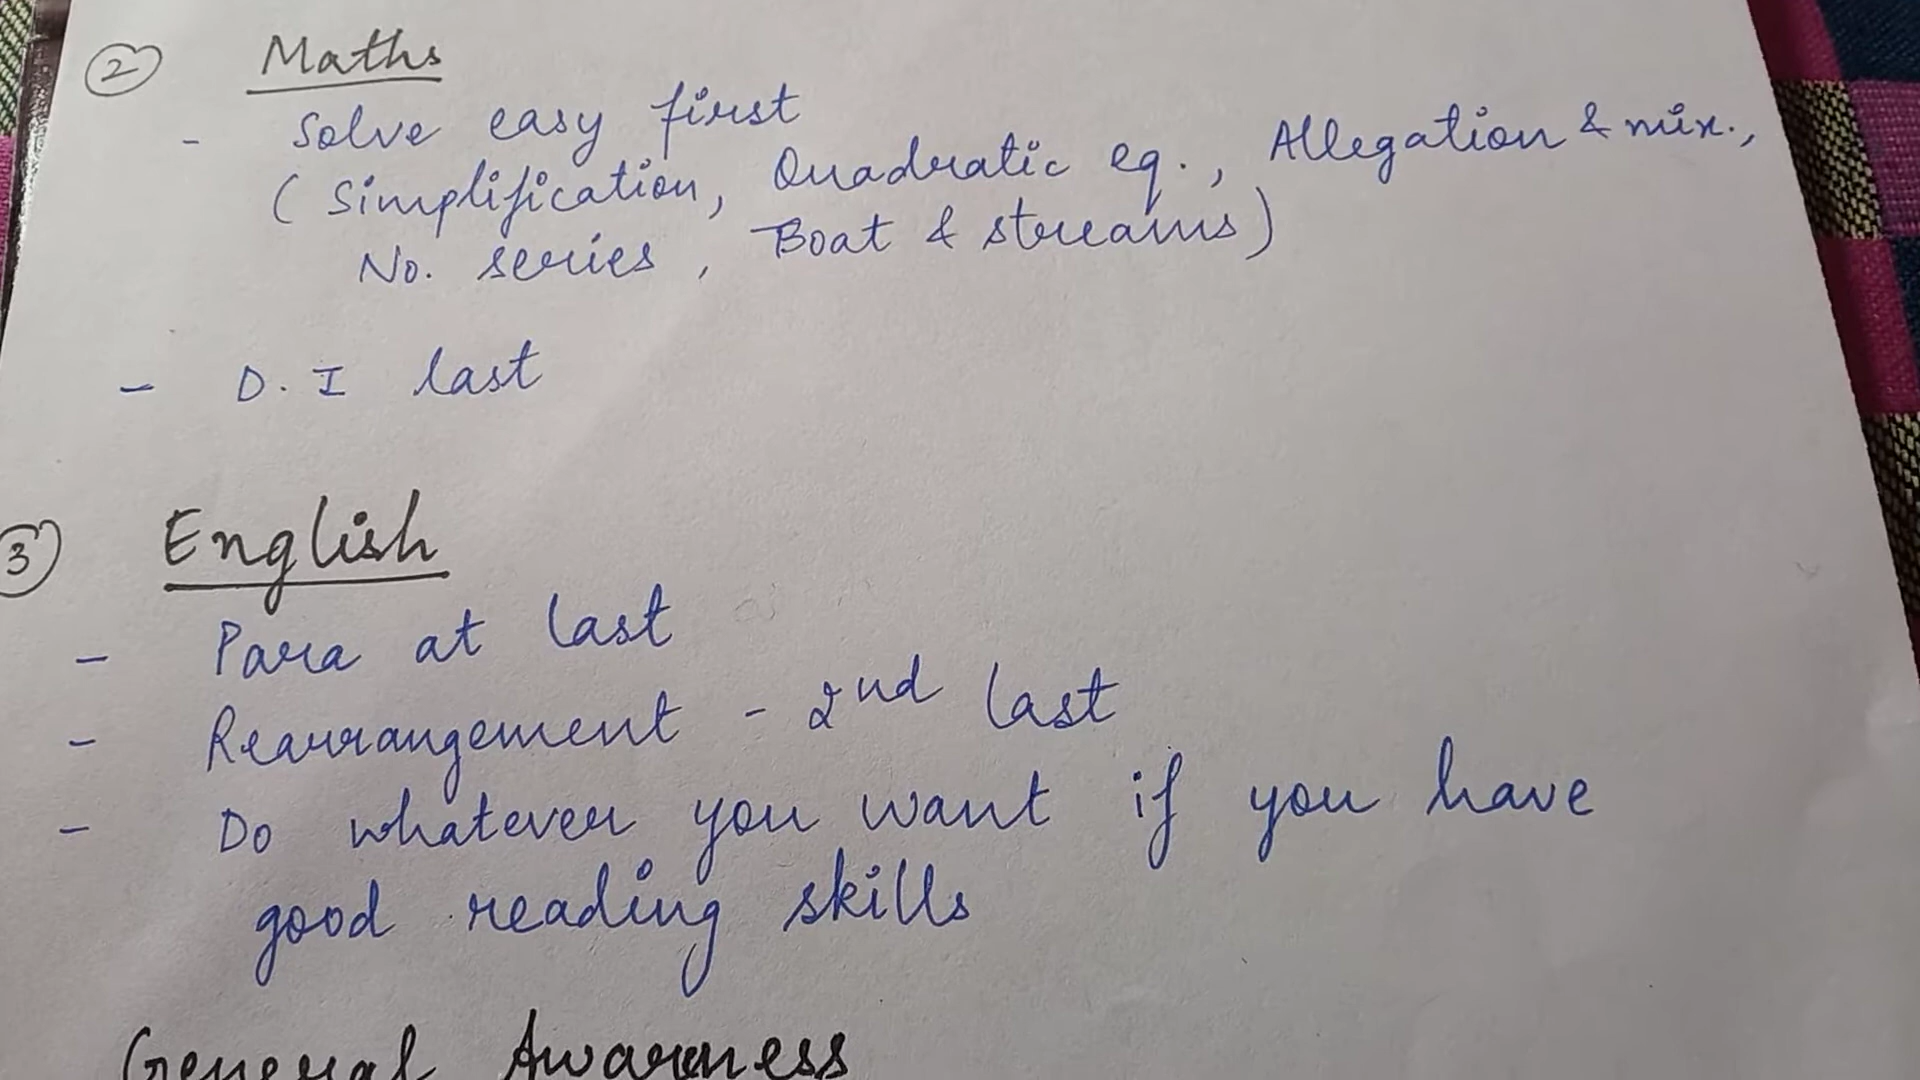 2 Maths
- Solve easy first
( Simplification, Quadratic eq., Allegation & mix.,
No. series, Boat & streams)
- D. I last
3 English
- Para at last
- Rearrangement - 2nd last
- Do whatever you want if you have
good reading skills
General Awareness